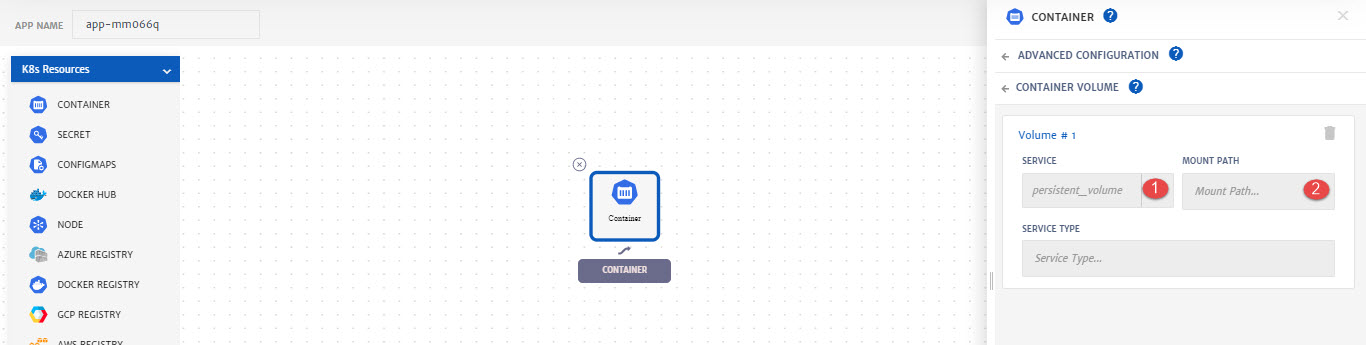 APP NAME app-mm066q
K8s Resources
CONTAINER
SECRET
CONFIGMAPS
DOCKER HUB
NODE
AZURE REGISTRY
DOCKER REGISTRY
GCP REGISTRY
AWS REGISTRY
Container
CONTAINER
CONTAINER ?
ADVANCED CONFIGURATION ?
CONTAINER VOLUME ?
Volume # 1
SERVICE MOUNT PATH
persistent_volume 1 Mount Path... 2
SERVICE TYPE
Service Type...